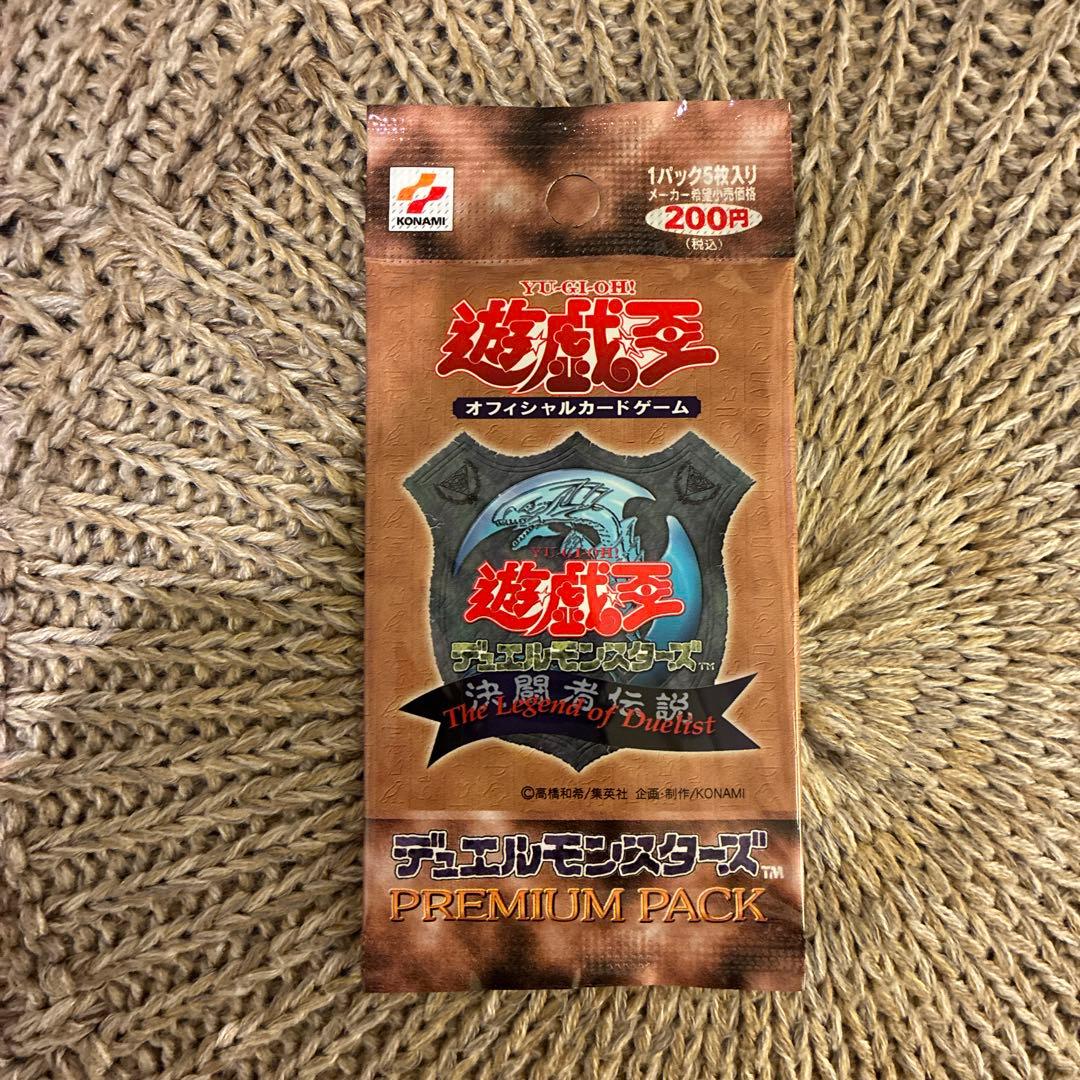 KONAMI
1パック5枚入り
メーカー希望小売価格
200円
(税込)
YU-GI-OH!
遊☆戯☆王
オフィシャルカードゲーム
YU-GI-OH!
遊戯王
デュエルモンスターズ™
決闘者伝説
The Legend of Duelist
©高橋和希/集英社 企画・制作/KONAMI
デュエルモンスターズ™
PREMIUM PACK